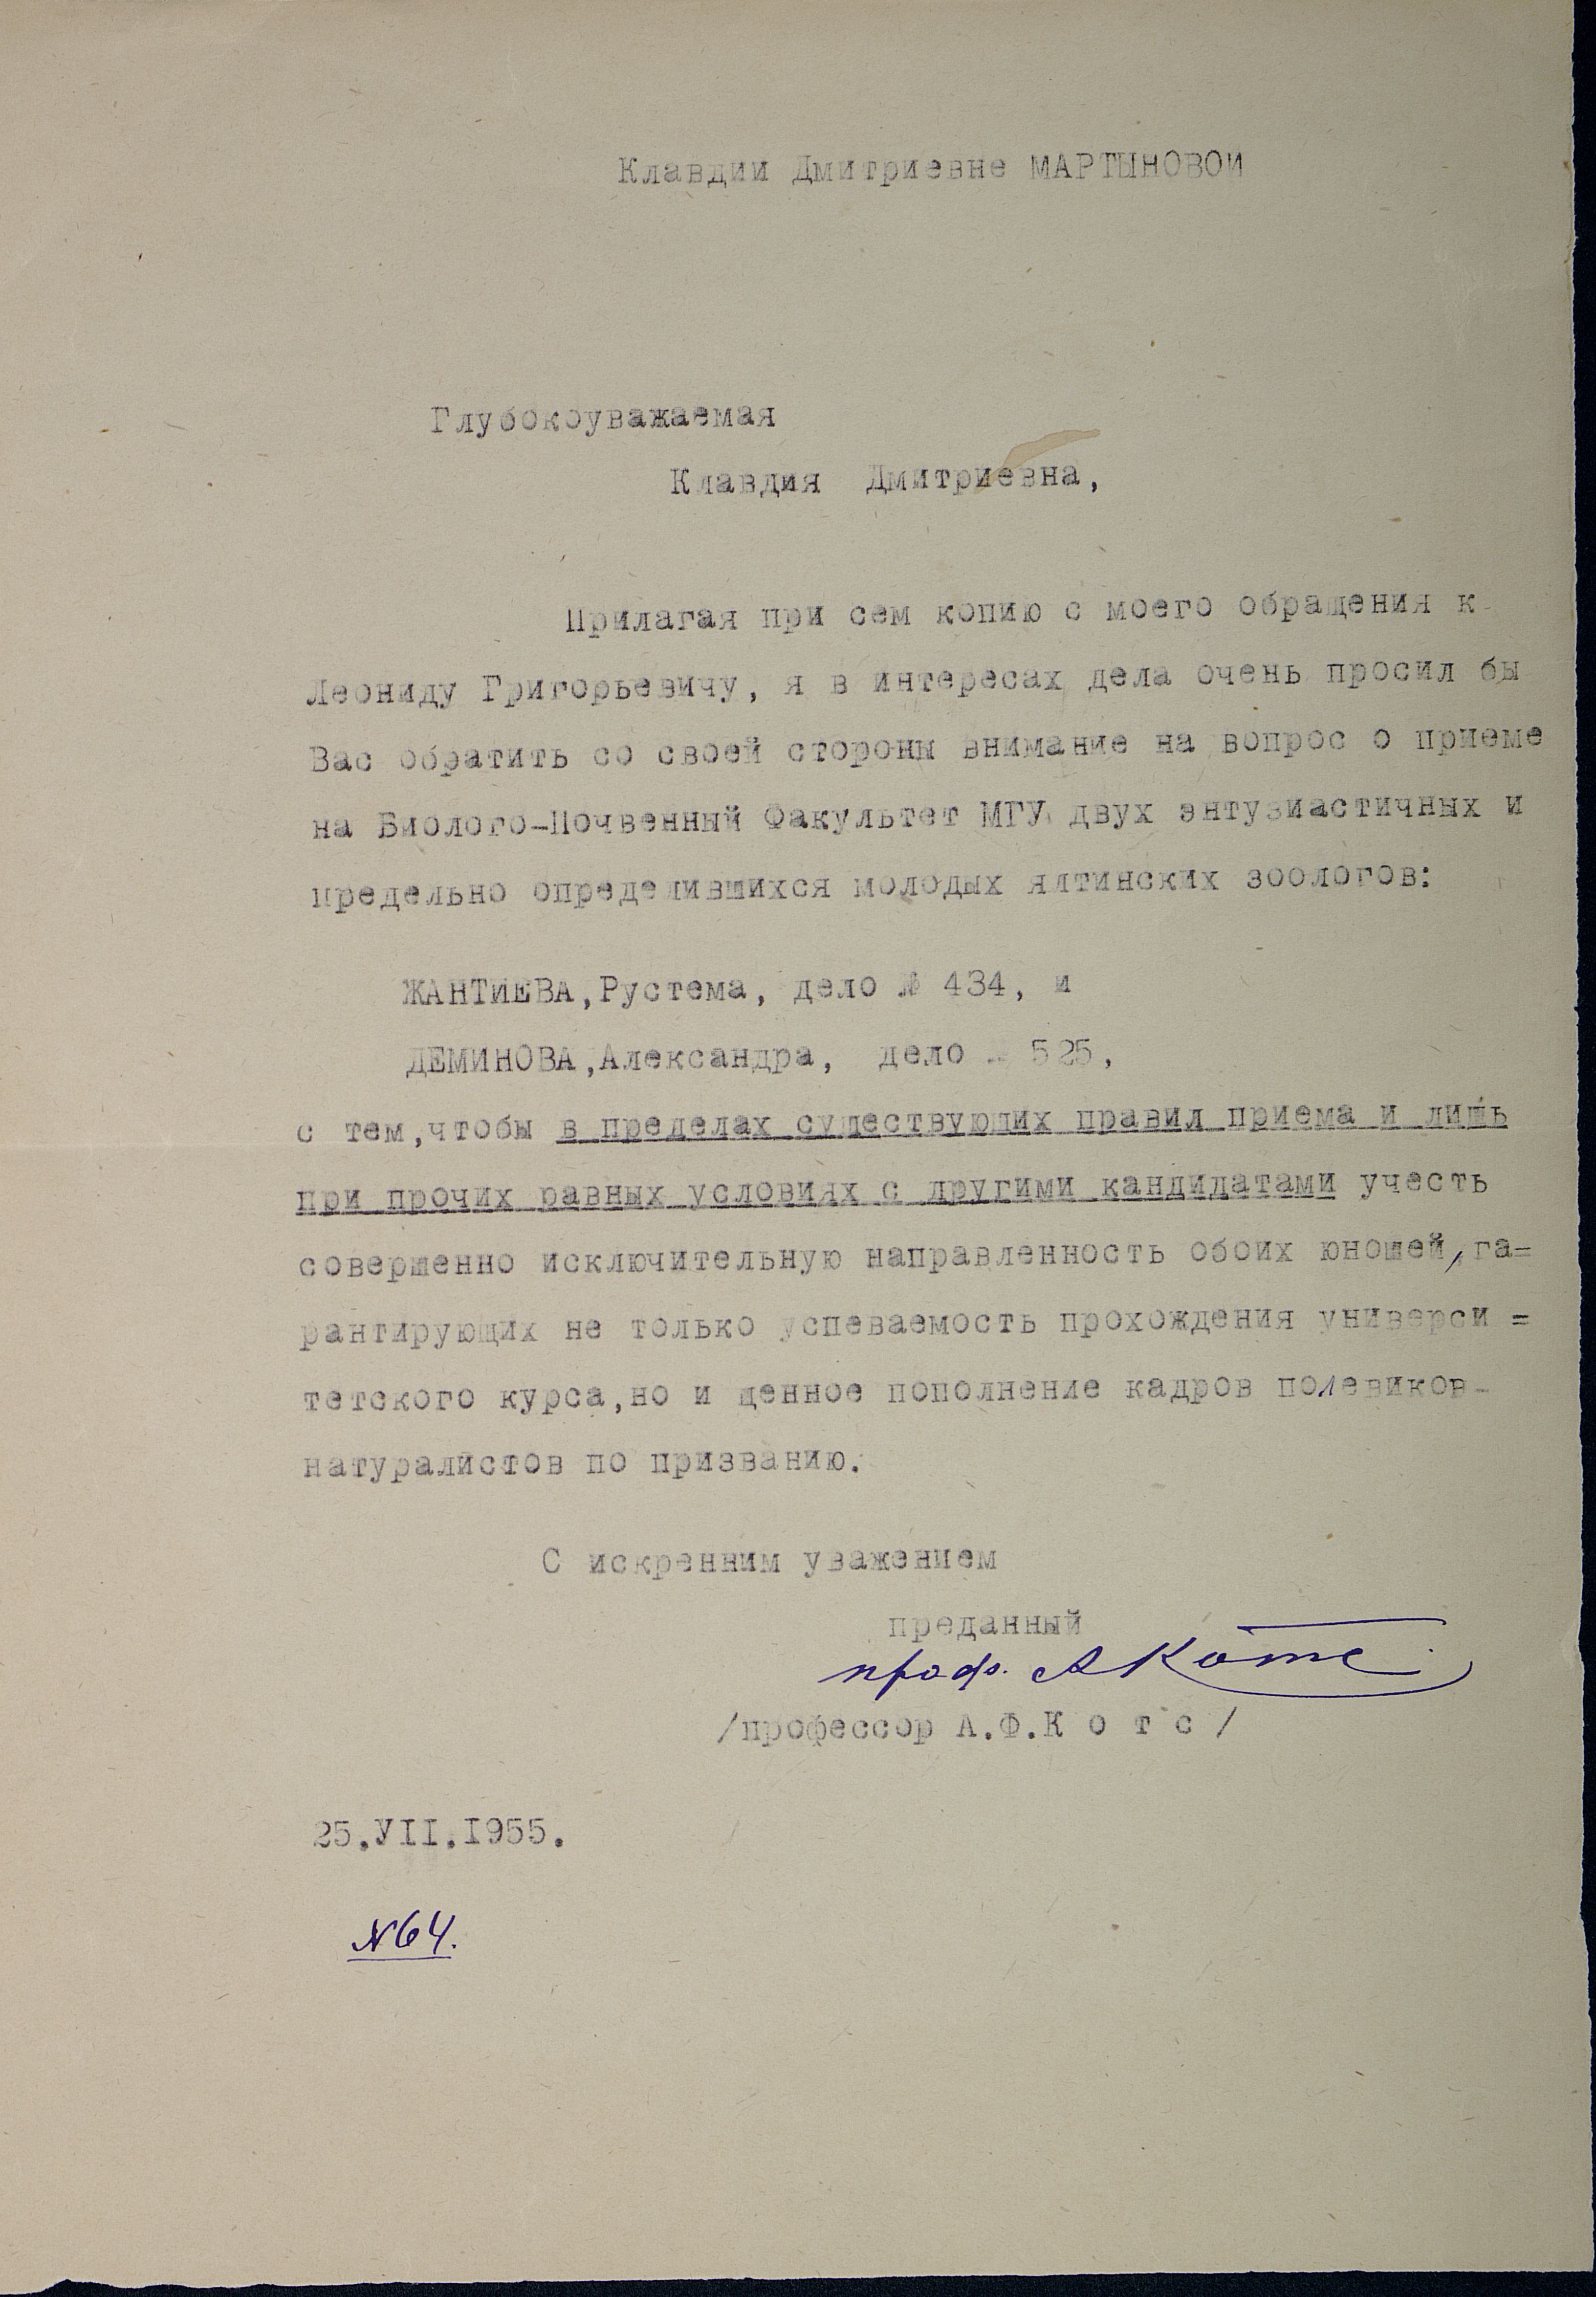 Клавдии Дмитриевне МАРТЫНОВОЙ
Глубокоуважаемая
Клавдия Дмитриевна,
Прилагая при сем копию с моего обращения к
Леониду Григорьевичу, я в интересах дела очень просил бы
Вас обратить со своей стороны внимание на вопрос о приеме
на Биолого-Почвенный Факультет МГУ двух энтузиастичных и
предельно определившихся молодых ялтинских зоологов:
ЖАНТИЕВА,Рустема, дело № 434, и
ДЕМИНОВА,Александра, дело № 525,
с тем,чтобы в пределах существующих правил приема и лишь
при прочих равных условиях с другими кандидатами учесть
совершенно исключительную направленность обоих юношей,га=
рантирующих не только успеваемость прохождения универси =
тетского курса,но и ценное пополнение кадров полевиков-
натуралистов по призванию.
С искренним уважением
преданный
проф. А Котс
/профессор А.Ф.К о т с /
25.УІІ.І955.
№64.